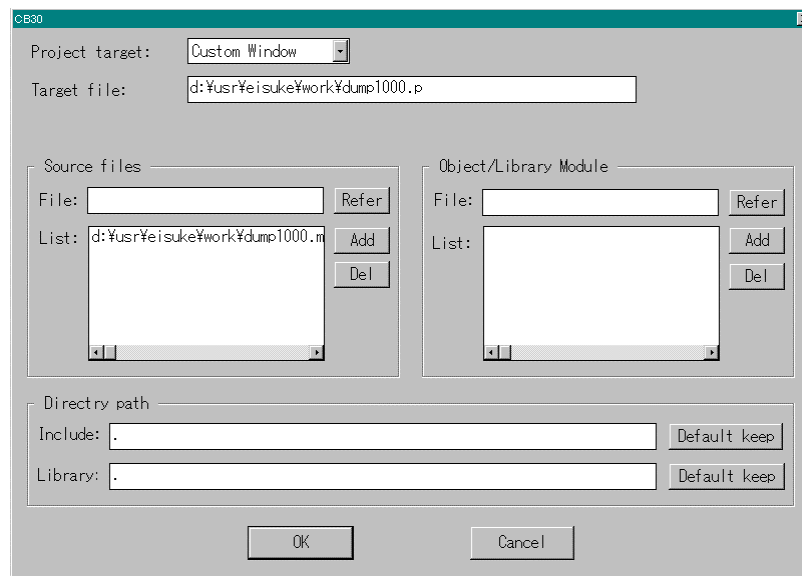 CB30
Project target: Custom Window
Target file: d:¥usr¥eisuke¥work¥dump1000.p
Source files
File: Refer
List: d:¥usr¥eisuke¥work¥dump1000.m Add
Del
Object/Library Module
File: Refer
List: Add
Del
Directry path
Include: . Default keep
Library: . Default keep
OK Cancel